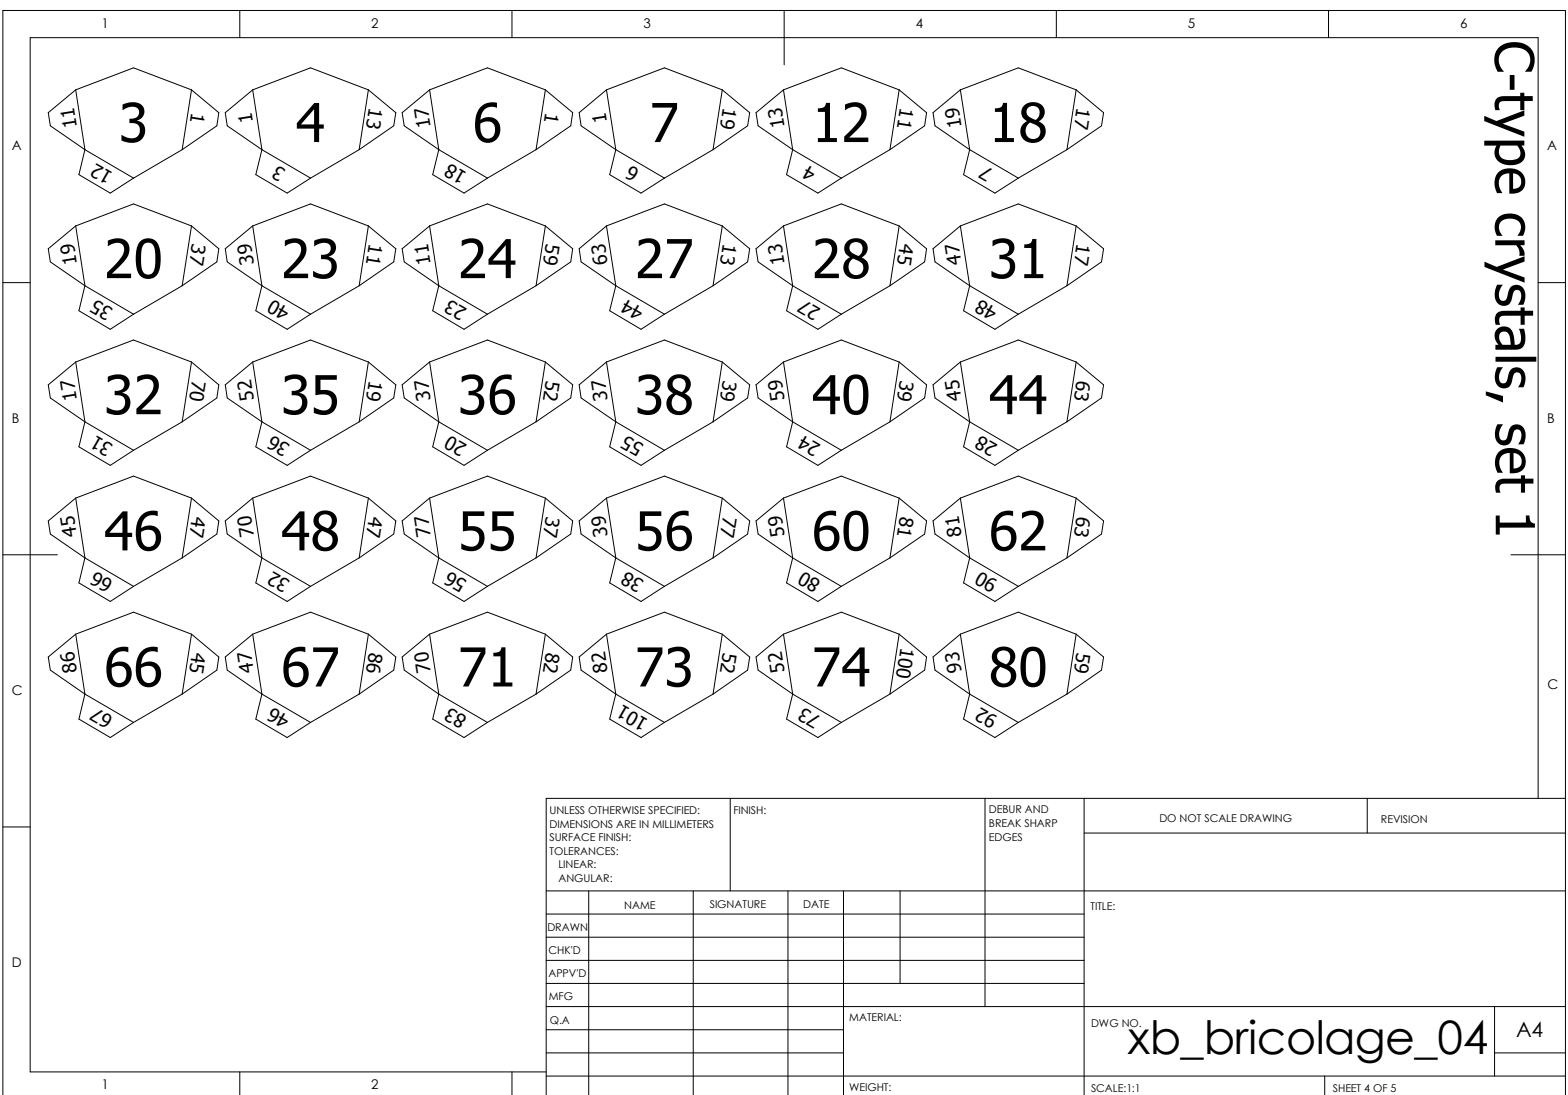 1 2 3 4 5 6
C-type crystals, set 1
A A
11 3 1 12
1 4 13 3
17 6 1 18
1 7 19 6
13 12 11 4
19 18 17 7
19 20 37 35
39 23 11 40
11 24 59 23
63 27 13 44
13 28 45 27
47 31 17 48
B B
17 32 70 31
52 35 19 36
37 36 52 20
37 38 39 55
59 40 39 24
45 44 63 28
45 46 47 66
70 48 47 32
77 55 37 56
39 56 77 38
59 60 81 80
81 62 63 90
C C
86 66 45 67
47 67 86 46
70 71 82 83
82 73 52 101
52 74 100 73
93 80 59 92
D
UNLESS OTHERWISE SPECIFIED:
DIMENSIONS ARE IN MILLIMETERS
SURFACE FINISH:
TOLERANCES:
LINEAR:
ANGULAR:
FINISH:
DEBUR AND
BREAK SHARP
EDGES
DO NOT SCALE DRAWING
REVISION
NAME SIGNATURE DATE
DRAWN
CHK'D
APPV'D
MFG
Q.A
TITLE:
MATERIAL:
DWG NO.
xb_bricolage_04
A4
WEIGHT:
SCALE:1:1
SHEET 4 OF 5
1 2